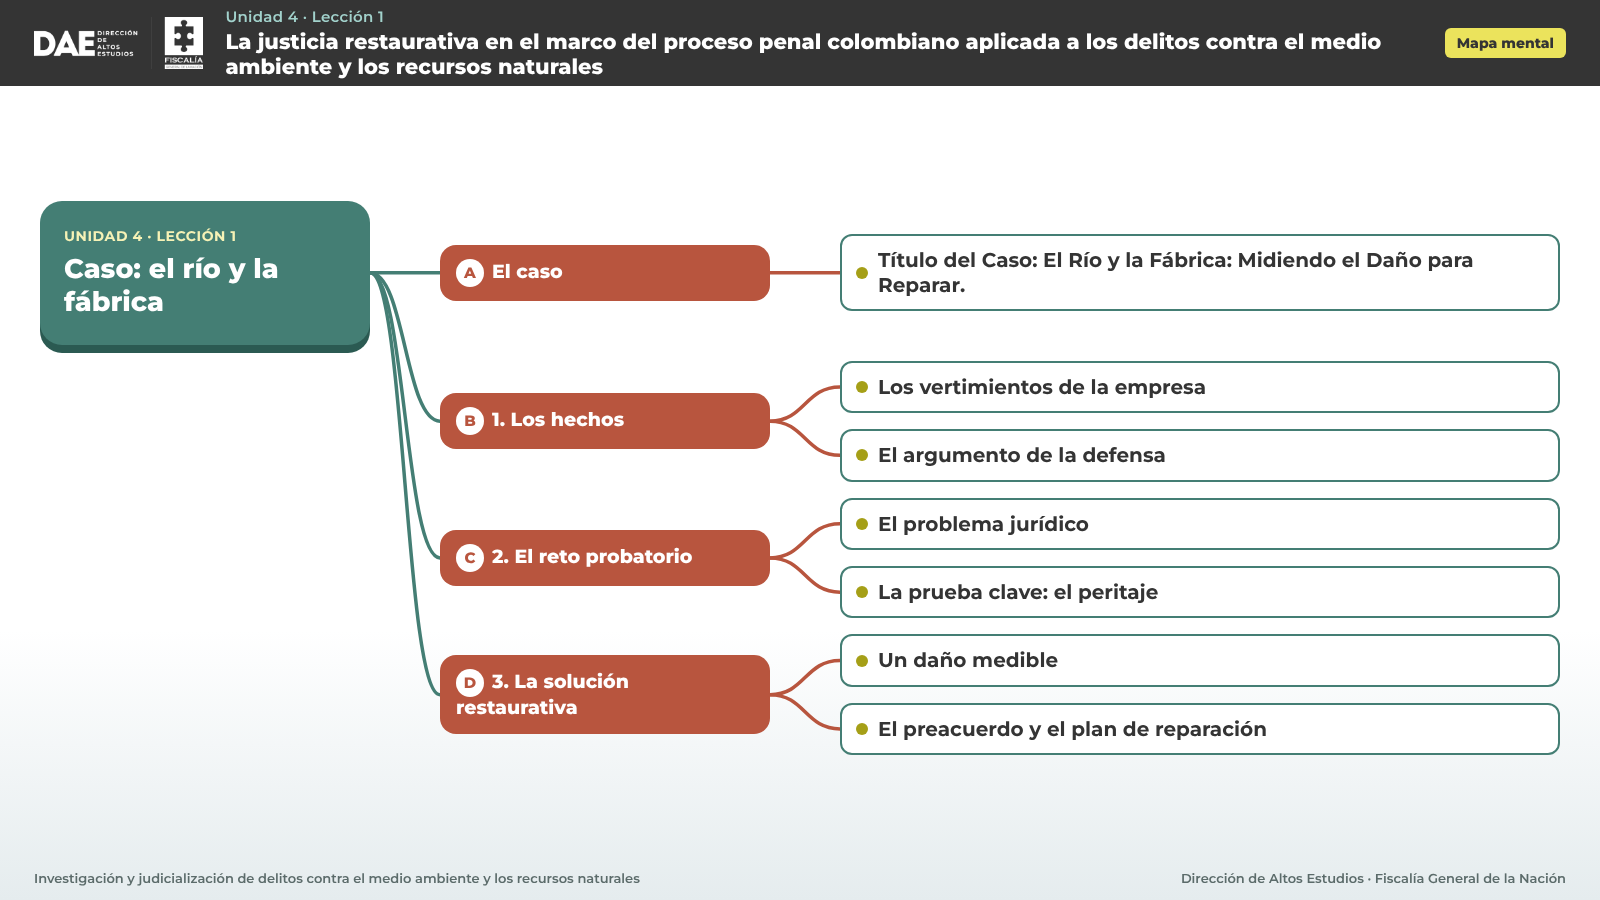 DAE DIRECCIÓN
DE
ALTOS
ESTUDIOS
FISCALÍA
Unidad 4 · Lección 1
La justicia restaurativa en el marco del proceso penal colombiano aplicada a los delitos contra el medio
ambiente y los recursos naturales
Mapa mental
UNIDAD 4 · LECCIÓN 1
Caso: el río y la
fábrica
A El caso
Título del Caso: El Río y la Fábrica: Midiendo el Daño para
Reparar.
B 1. Los hechos
Los vertimientos de la empresa
El argumento de la defensa
C 2. El reto probatorio
El problema jurídico
La prueba clave: el peritaje
D 3. La solución
restaurativa
Un daño medible
El preacuerdo y el plan de reparación
Investigación y judicialización de delitos contra el medio ambiente y los recursos naturales
Dirección de Altos Estudios · Fiscalía General de la Nación